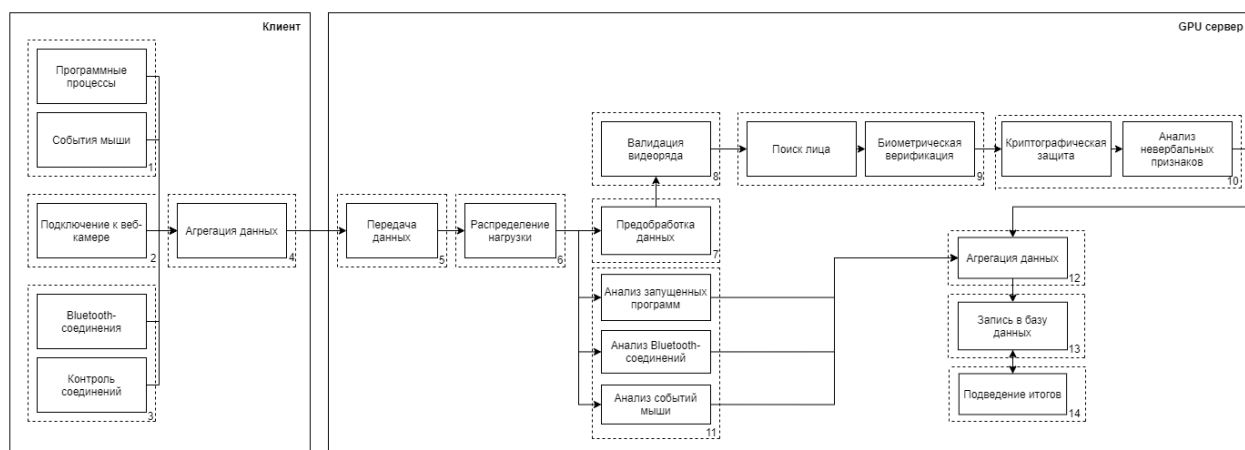 Клиент
Программные
процессы
События мыши
1
Подключение к веб-
камере
2
Bluetooth-
соединения
Контроль
соединений
3
Агрегация данных
4
GPU сервер
Передача
данных
5
Распределение
нагрузки
6
Предобработка
данных
7
Валидация
видеоряда
8
Поиск лица
Биометрическая
верификация
9
Криптографическая
защита
Анализ
невербальных
признаков
10
Анализ запущенных
программ
Анализ Bluetooth-
соединений
Анализ событий
мыши
11
Агрегация данных
12
Запись в базу
данных
13
Подведение итогов
14